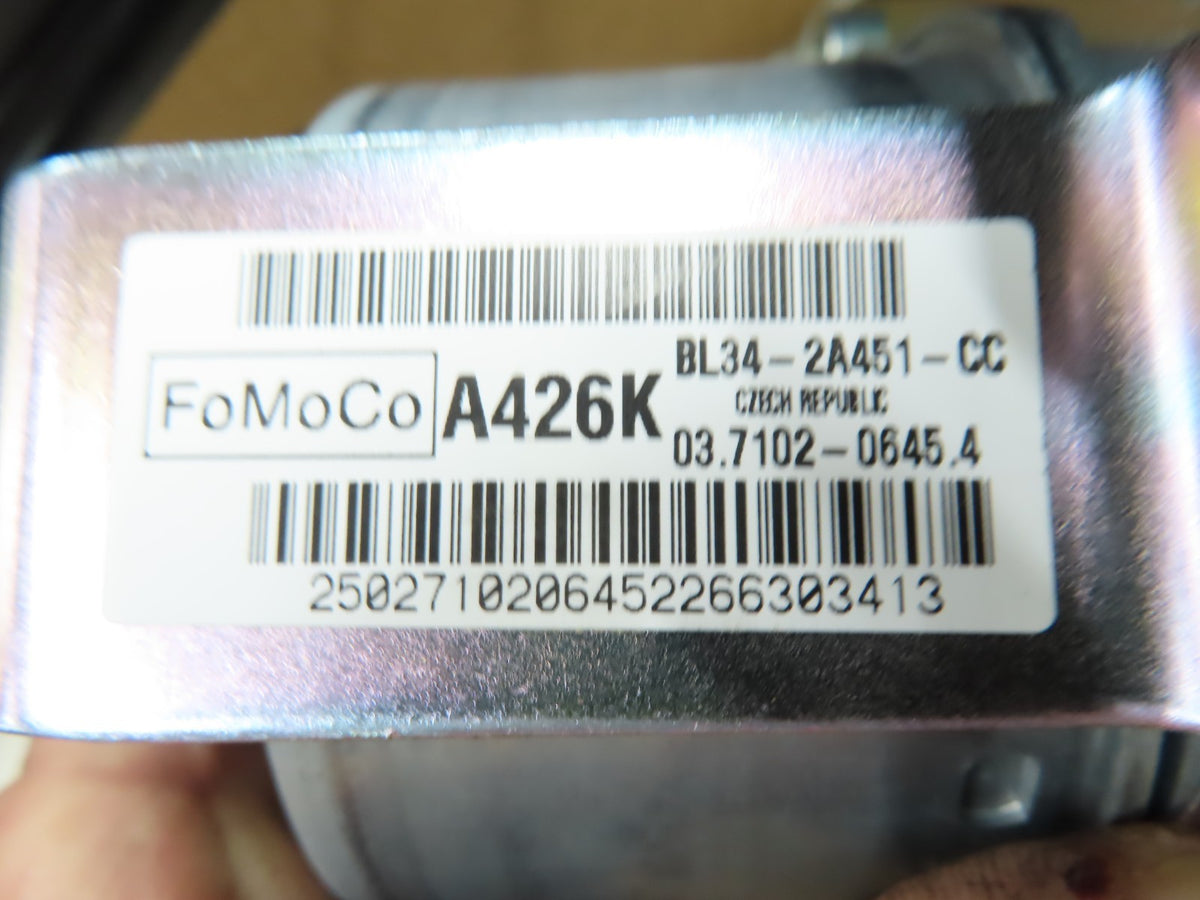 FoMoCo A426K BL34-2A451-CC
CZECH REPUBLIC
03.7102-0645.4
2502710206452266303413